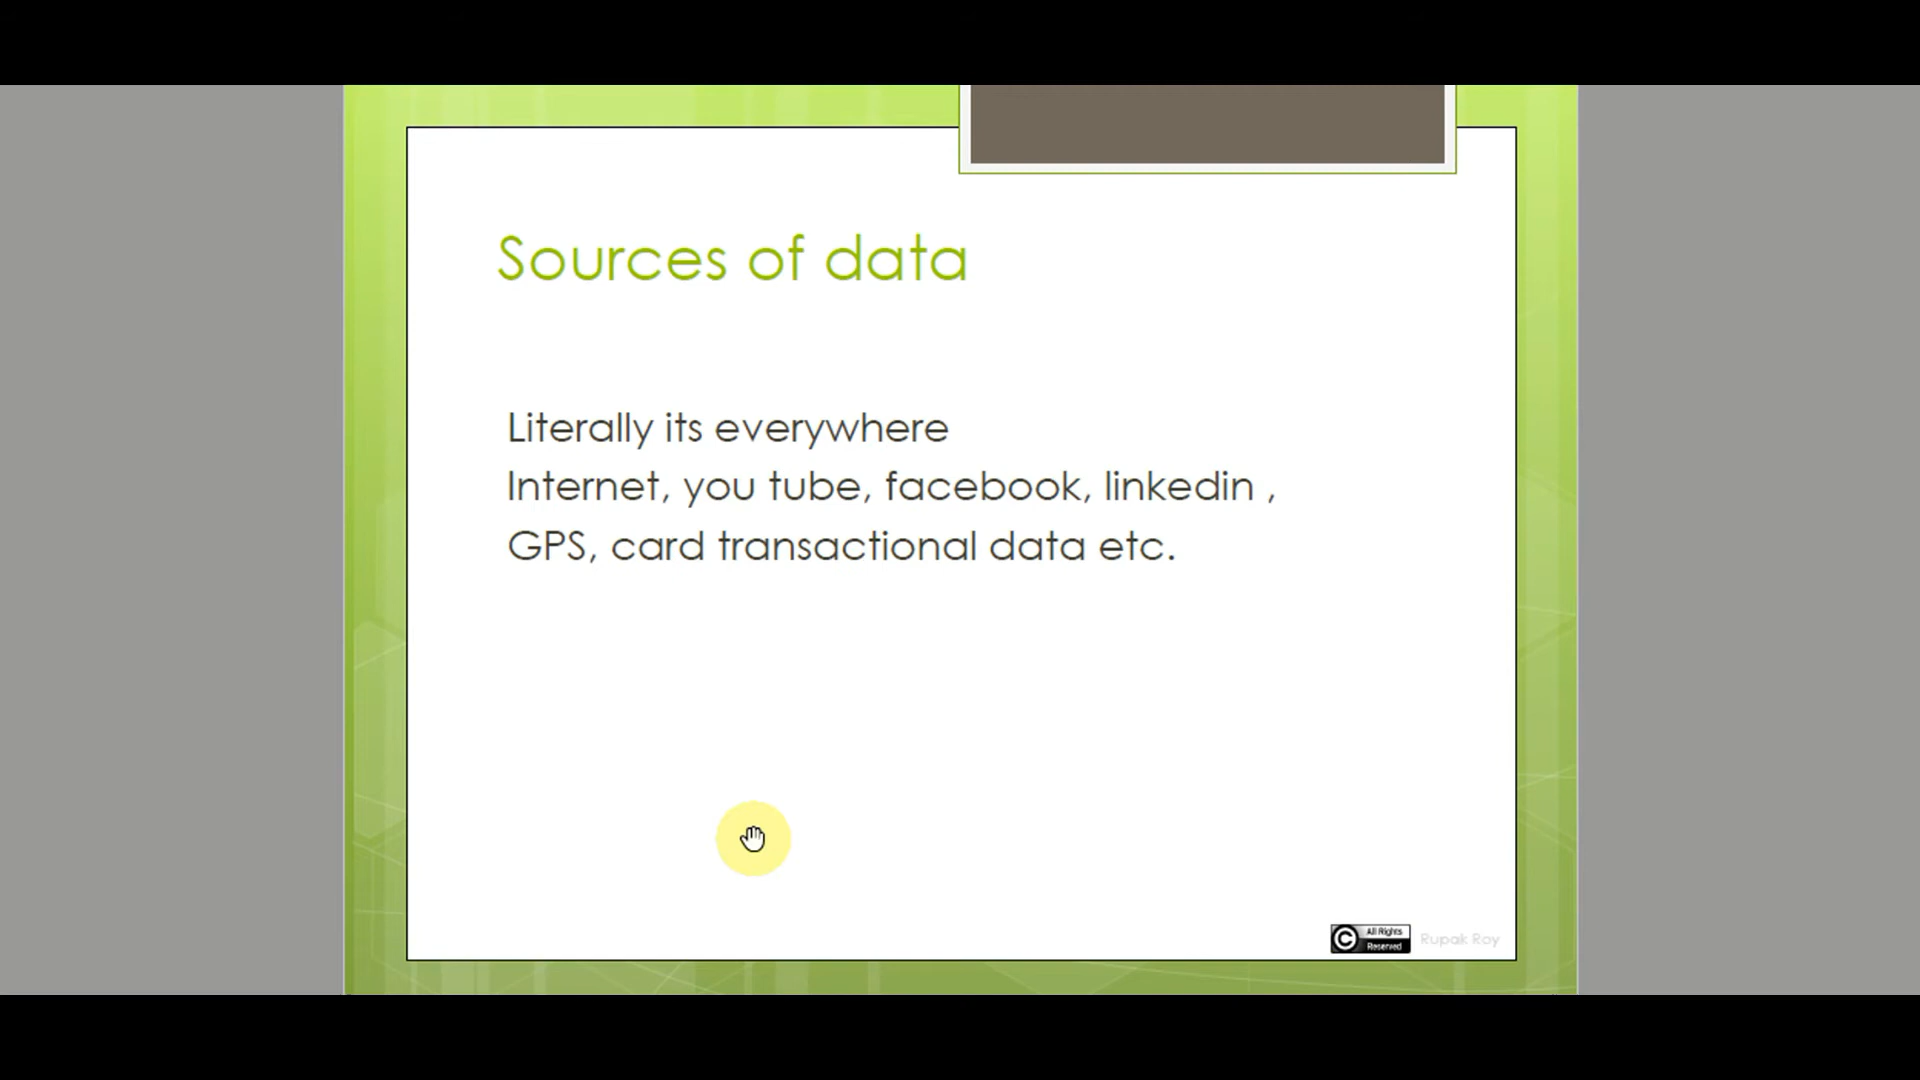 Sources of data
Literally its everywhere
Internet, you tube, facebook, linkedin ,
GPS, card transactional data etc.
C All Rights
Reserved
Rupak Roy